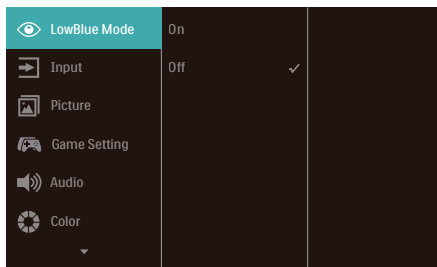 LowBlue Mode
On
Input
Off
Picture
Game Setting
Audio
Color